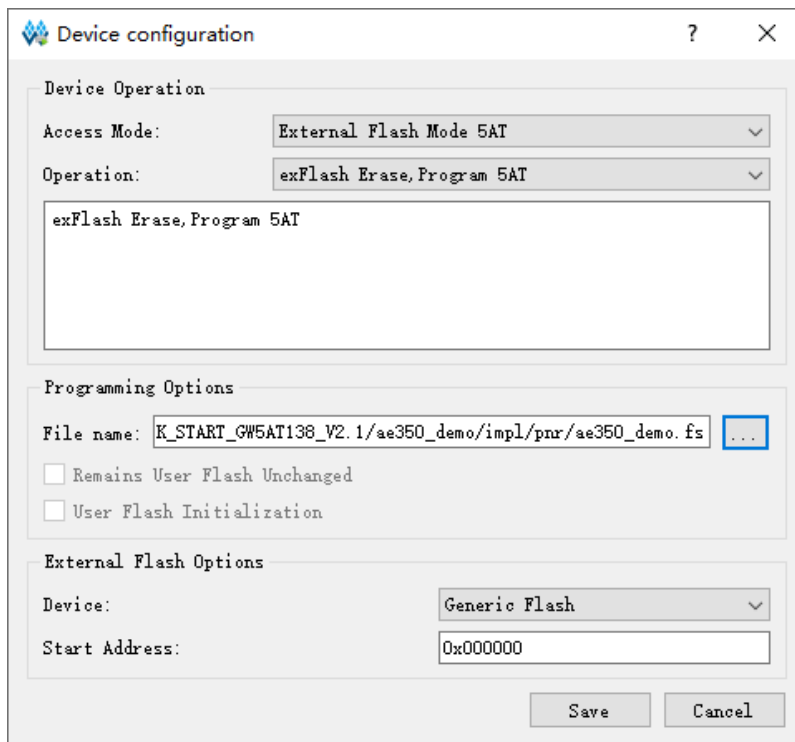 Device configuration
?
Device Operation
Access Mode:
External Flash Mode 5AT
Operation:
exFlash Erase,Program 5AT
exFlash Erase,Program 5AT
Programming Options
File name:
K_START_GW5AT138_V2.1/ae350_demo/impl/pnr/ae350_demo.fs
...
Remains User Flash Unchanged
User Flash Initialization
External Flash Options
Device:
Generic Flash
Start Address:
0x000000
Save
Cancel